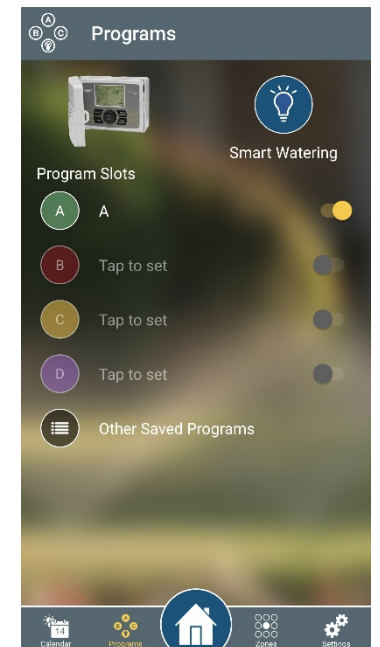 A
B C
Programs
Smart Watering
Program Slots
A A
B Tap to set
C Tap to set
D Tap to set
Other Saved Programs
14
A
B C
Calendar Programs Zones Settings